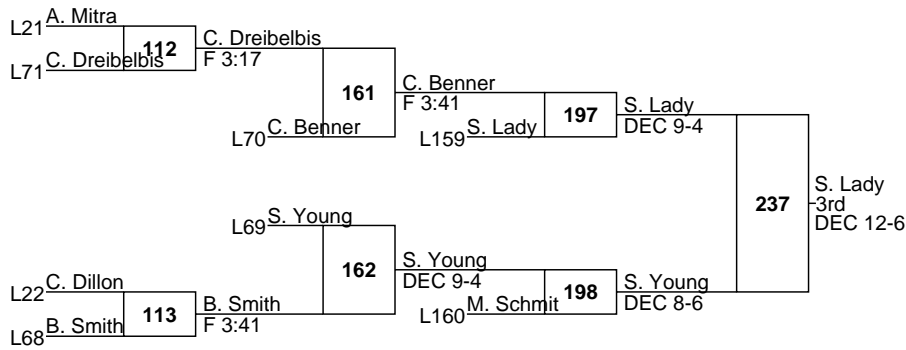 A. Mitra
L21
112
C. Dreibelbis
L71
C. Dreibelbis
F 3:17
161
C. Benner
L70
C. Benner
F 3:41
197
S. Lady
L159
S. Lady
DEC 9-4
237
S. Lady
3rd
DEC 12-6
S. Young
L69
162
S. Young
DEC 9-4
C. Dillon
L22
113
B. Smith
L68
B. Smith
F 3:41
198
M. Schmit
L160
S. Young
DEC 8-6